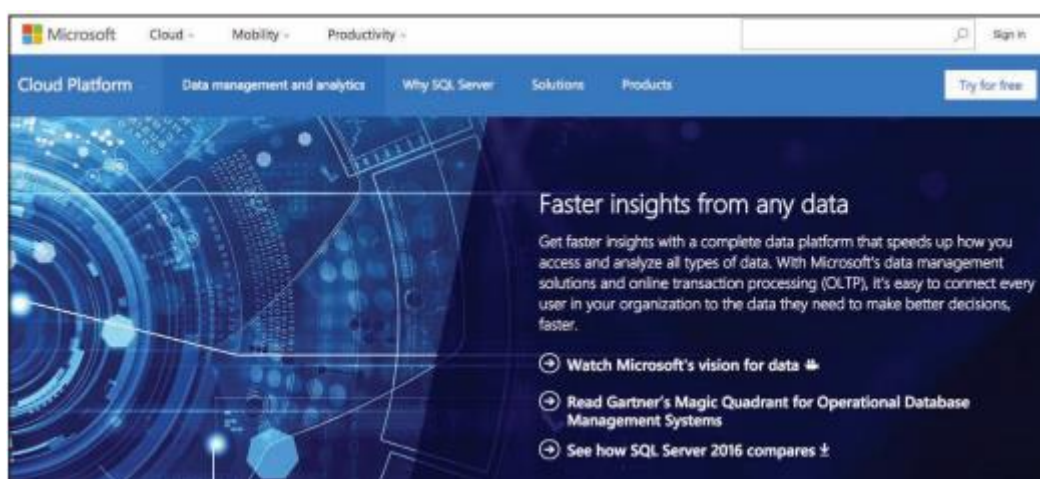 Microsoft Cloud Mobility Productivity Sign in
Cloud Platform Data management and analytics Why SQL Server Solutions Products Try for free
Faster insights from any data
Get faster insights with a complete data platform that speeds up how you
access and analyze all types of data. With Microsoft's data management
solutions and online transaction processing (OLTP), it's easy to connect every
user in your organization to the data they need to make better decisions,
faster.
Watch Microsoft's vision for data
Read Gartner's Magic Quadrant for Operational Database
Management Systems
See how SQL Server 2016 compares